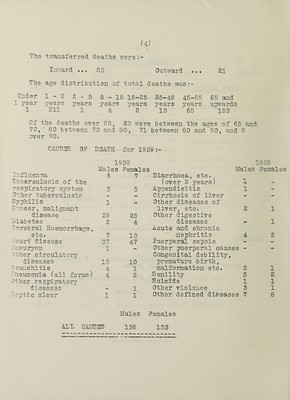 (4)
The transferred deaths were:-
Inward ... 53 Outward ... 21
The age distribution of total deaths was:-
Under 1 - 2 2 - 5 5 - 15 15-25 25-45 45-65 65 and
1 year years years years years years years upwards
1 4 2 13 65 183
Of the deaths over 65, 23 were between the ages of 65 and
70, 80 between 70 and 80, 71 between 80 and 90, and 9
over 90.
CAUSES OF DEATH for 1939:-
1939 1939
Males Females Males Females
Influenza 6 7 Diarrhoea, etc.
Tuberculosis of the (over 2 years) 1 -
respiratory system 3 5 Appendicitis 1 -
Other tuberculosis - - Cirrhosis of liver - -
Syphilis 1 - Other diseases of
Cancer, malignant liver, etc. 2 1
disease 29 25 Other digestive
Diabetes 2 4 diseases - 1
Cerebral Haemorrhage, Acute and chronic
etc. 7 13 nephritis 4 2
Heart disease 37 47 Puerperal sepsis - -
Aneurysm 1 - Other puerperal causes - -
Other circulatory Congenital debility,
diseases 15 10 premature birth,
Bronchitis 4 1 malformation etc. 2 1
Pneumonia (all forms) 4 2 Senility 5 2
Other respiratory Suicide 1 1
diseases - 1 Other violence 3 1
Peptic ulcer 1 1 Other defined diseases 7 8
Males Females
ALL CAUSES 136 133